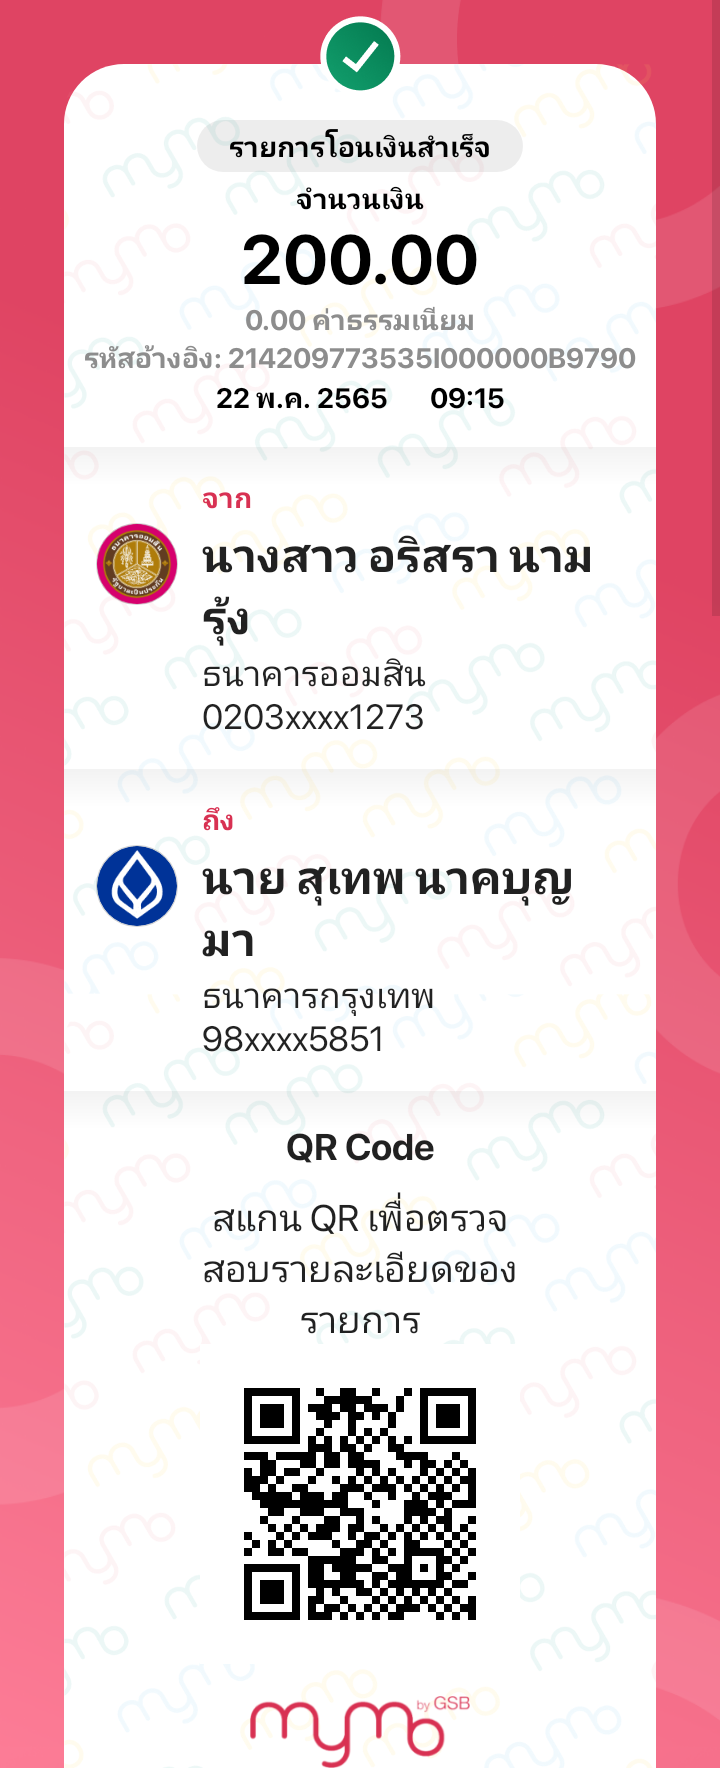 รายการโอนเงินสำเร็จ
จำนวนเงิน
200.00
0.00 ค่าธรรมเนียม
รหัสอ้างอิง: 214209773535I000000B9790
22 พ.ค. 2565 09:15
จาก
นางสาว อริสรา นาม
รุ้ง
ธนาคารออมสิน
0203xxxx1273
ถึง
นาย สุเทพ นาคบุญ
มา
ธนาคารกรุงเทพ
98xxxx5851
QR Code
สแกน QR เพื่อตรวจ
สอบรายละเอียดของ
รายการ
mymo by GSB